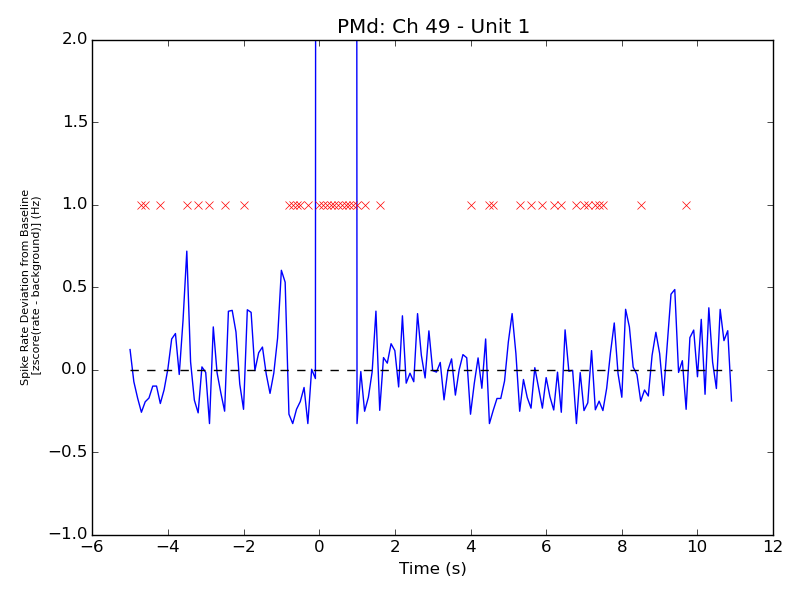 PMd: Ch 49 - Unit 1
2.0
1.5
1.0
0.5
0.0
−0.5
−1.0
Spike Rate Deviation from Baseline
[zscore(rate - background)] (Hz)
−6 −4 −2 0 2 4 6 8 10 12
Time (s)